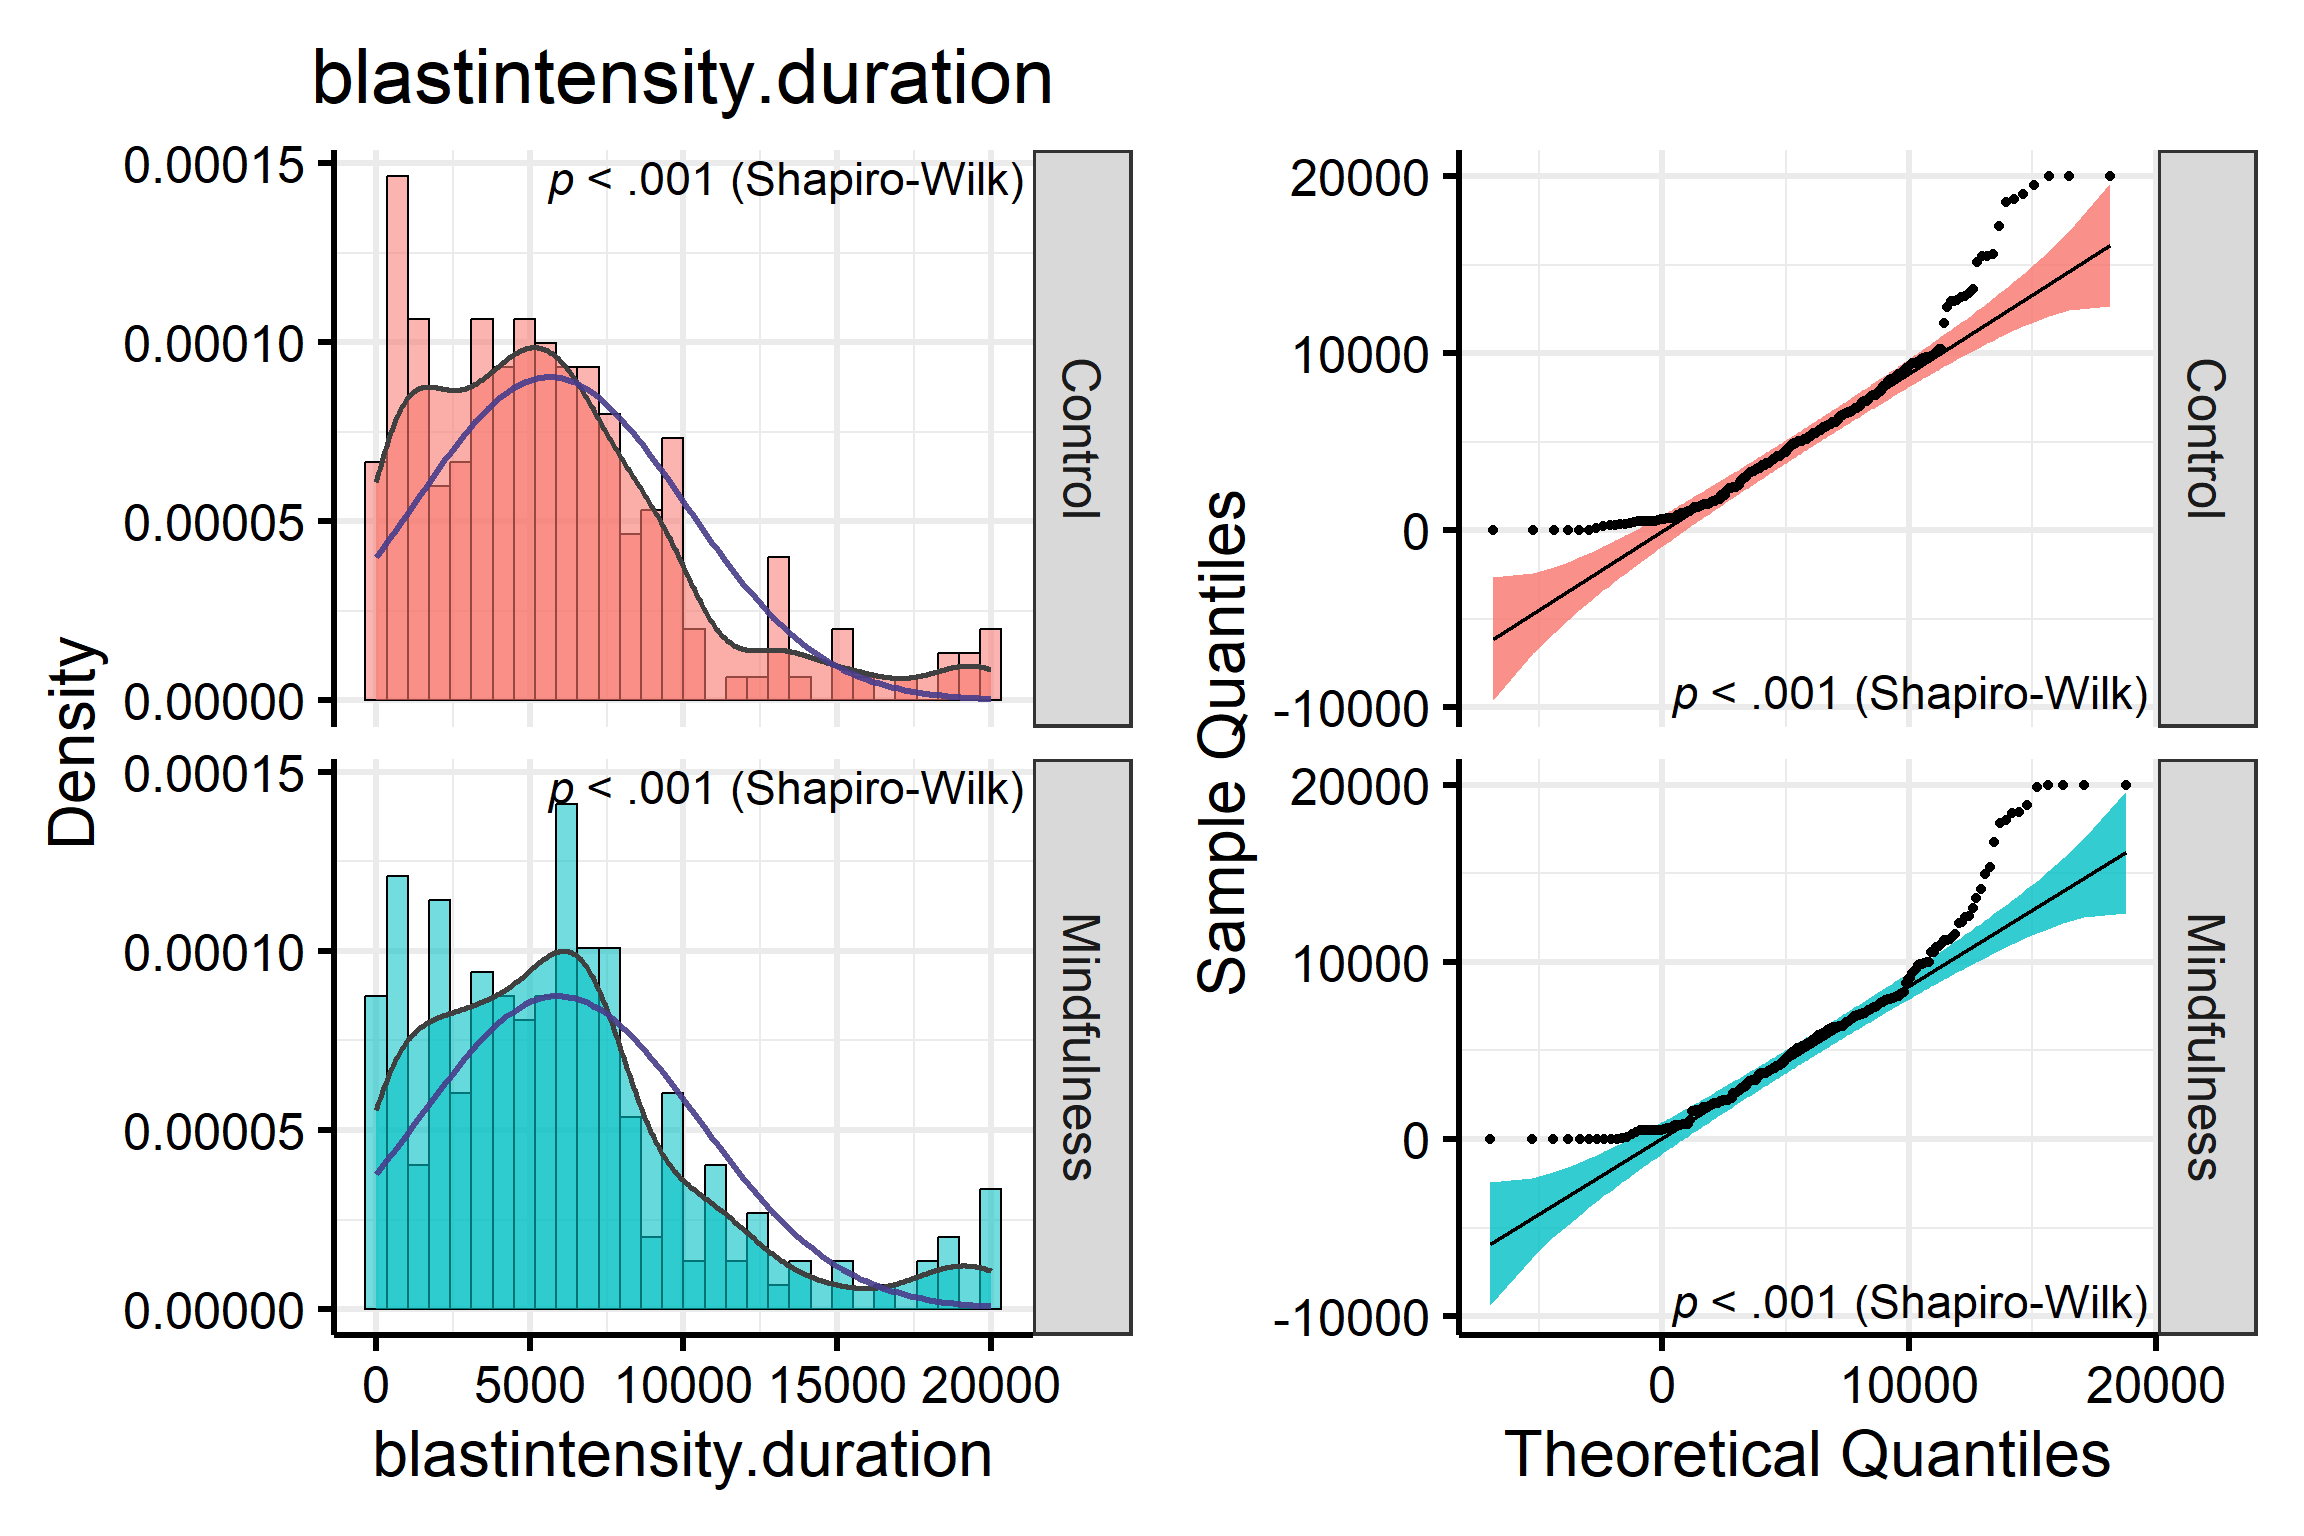 blastintensity.duration
Density
0.00015
0.00010
0.00005
0.00000
p < .001 (Shapiro-Wilk)
Control
0.00015
0.00010
0.00005
0.00000
p < .001 (Shapiro-Wilk)
Mindfulness
0 5000 10000 15000 20000
blastintensity.duration
Sample Quantiles
20000
10000
0
-10000
p < .001 (Shapiro-Wilk)
Control
20000
10000
0
-10000
p < .001 (Shapiro-Wilk)
Mindfulness
0 10000 20000
Theoretical Quantiles